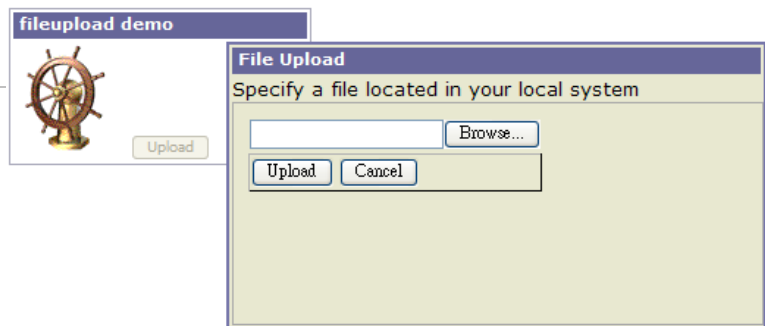 fileupload demo
Upload
File Upload
Specify a file located in your local system
Browse...
Upload Cancel